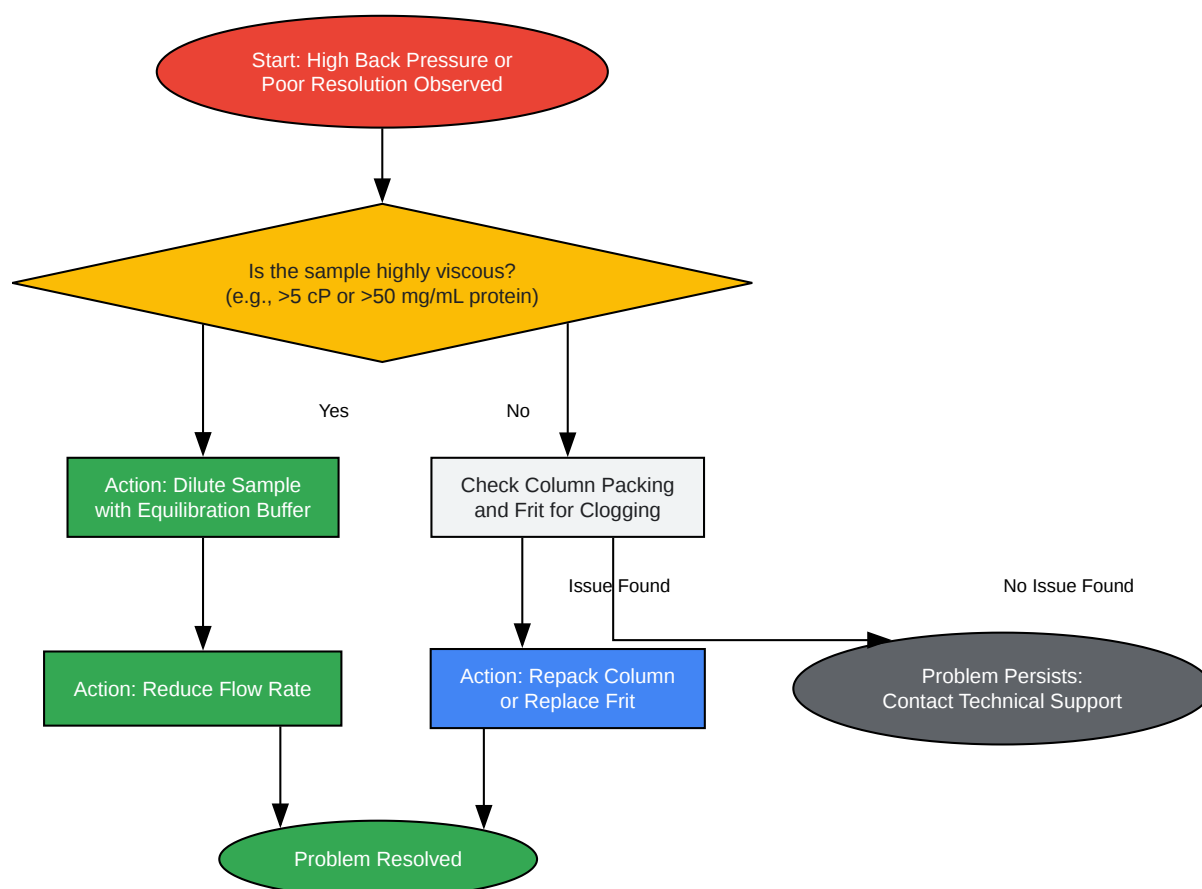 Start: High Back Pressure or
Poor Resolution Observed
Is the sample highly viscous?
(e.g., >5 cP or >50 mg/mL protein)
Yes
No
Action: Dilute Sample
with Equilibration Buffer
Check Column Packing
and Frit for Clogging
Issue Found
No Issue Found
Action: Reduce Flow Rate
Action: Repack Column
or Replace Frit
Problem Persists:
Contact Technical Support
Problem Resolved